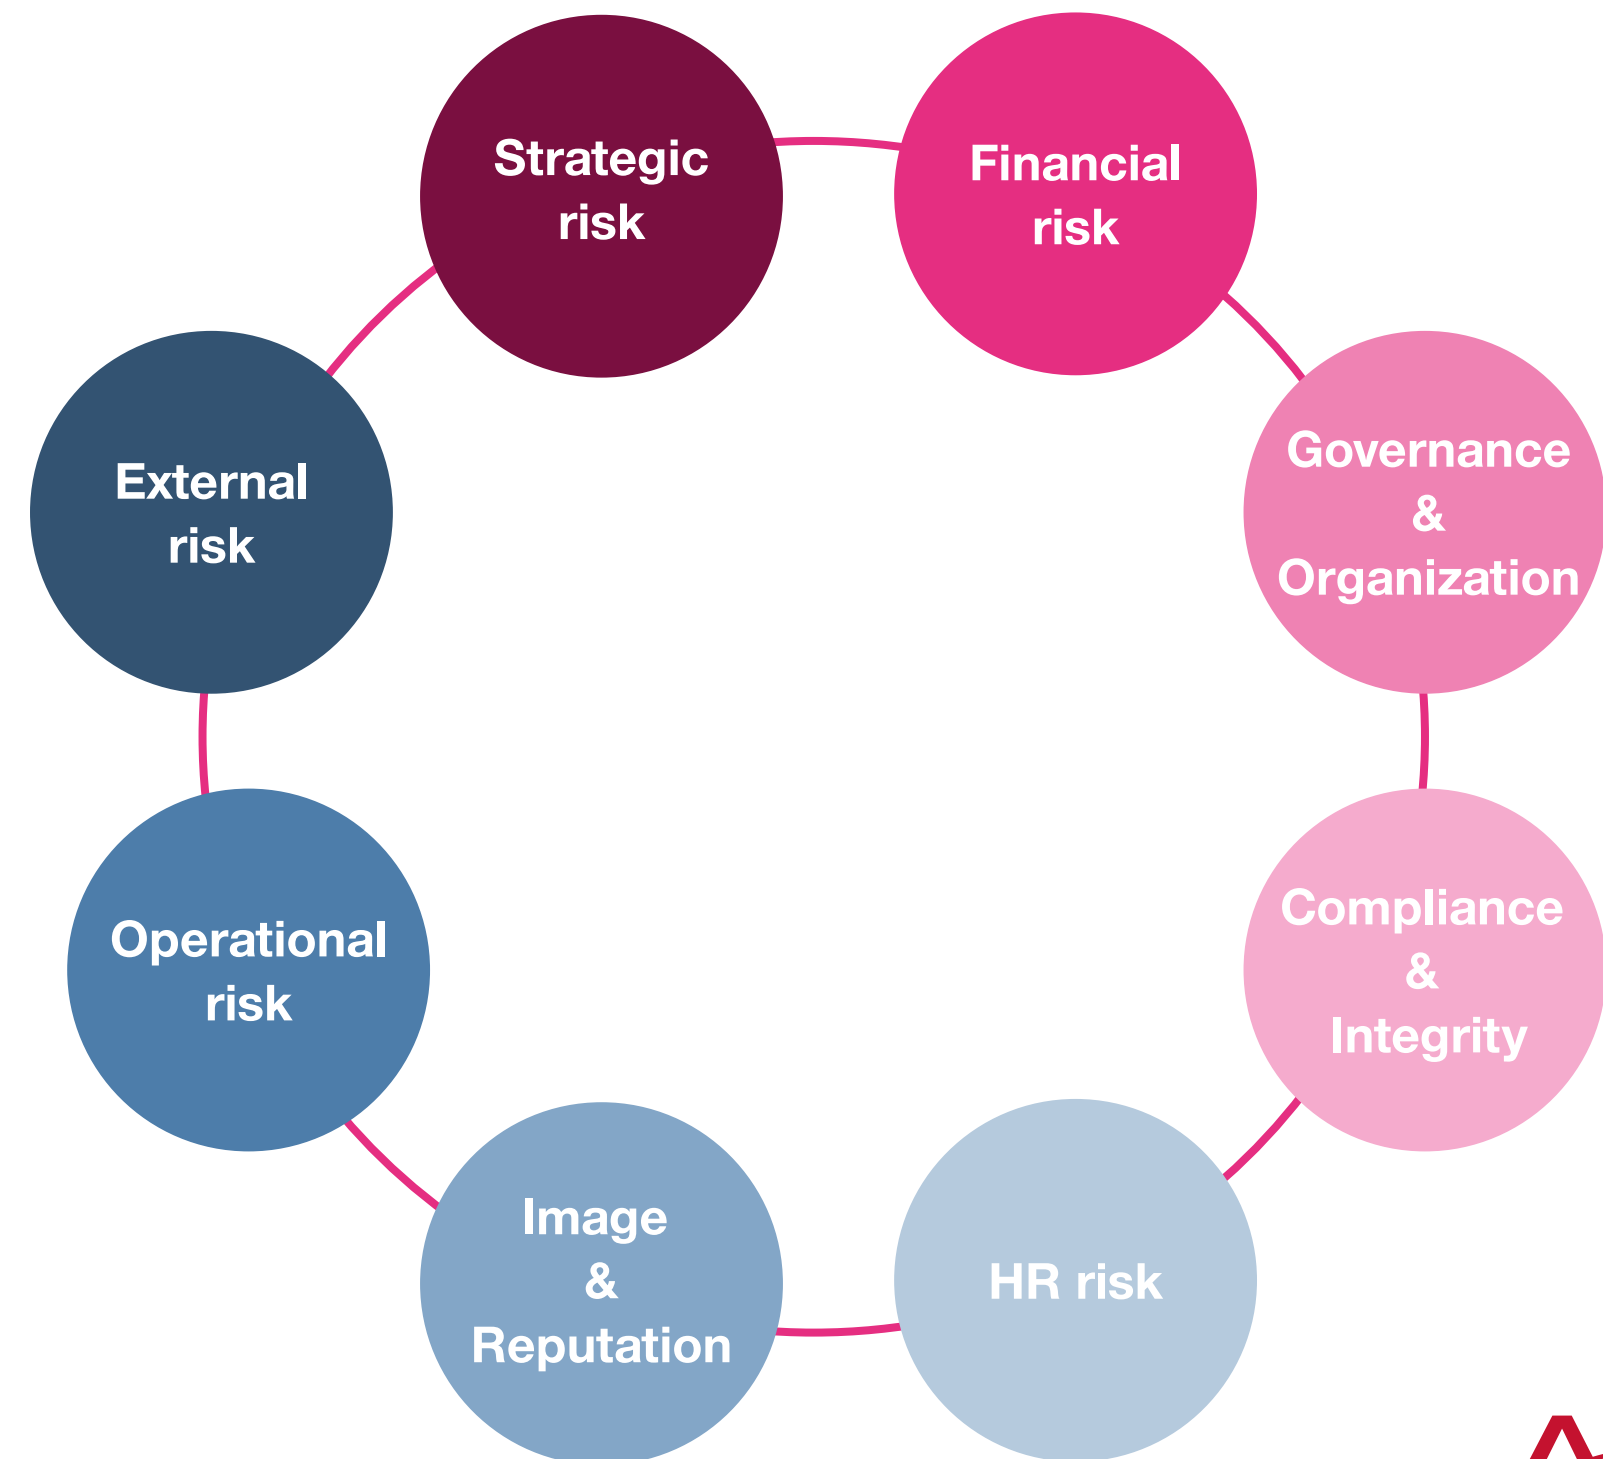 Strategic
risk
Financial
risk
Governance
&
Organization
Compliance
&
Integrity
HR risk
Image
&
Reputation
Operational
risk
External
risk